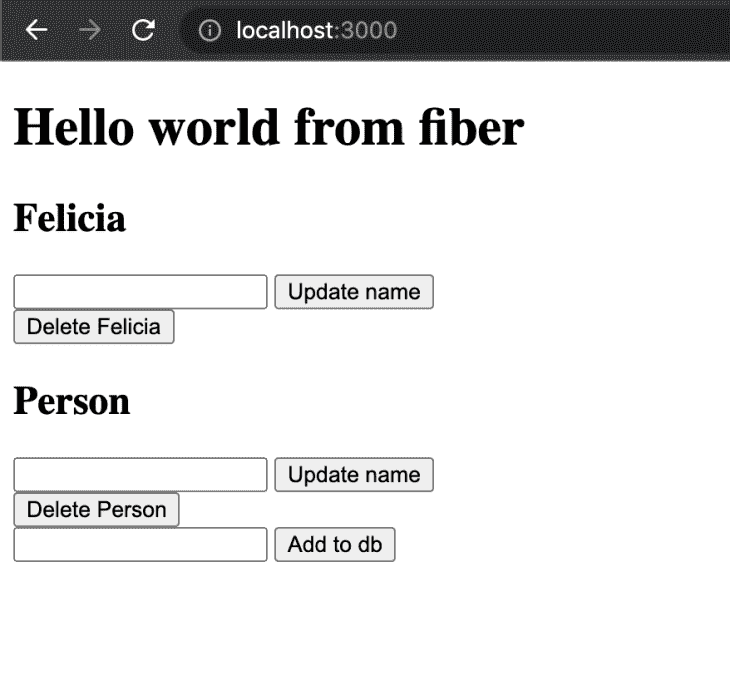 localhost:3000
Hello world from fiber
Felicia
Update name
Delete Felicia
Person
Update name
Delete Person
Add to db